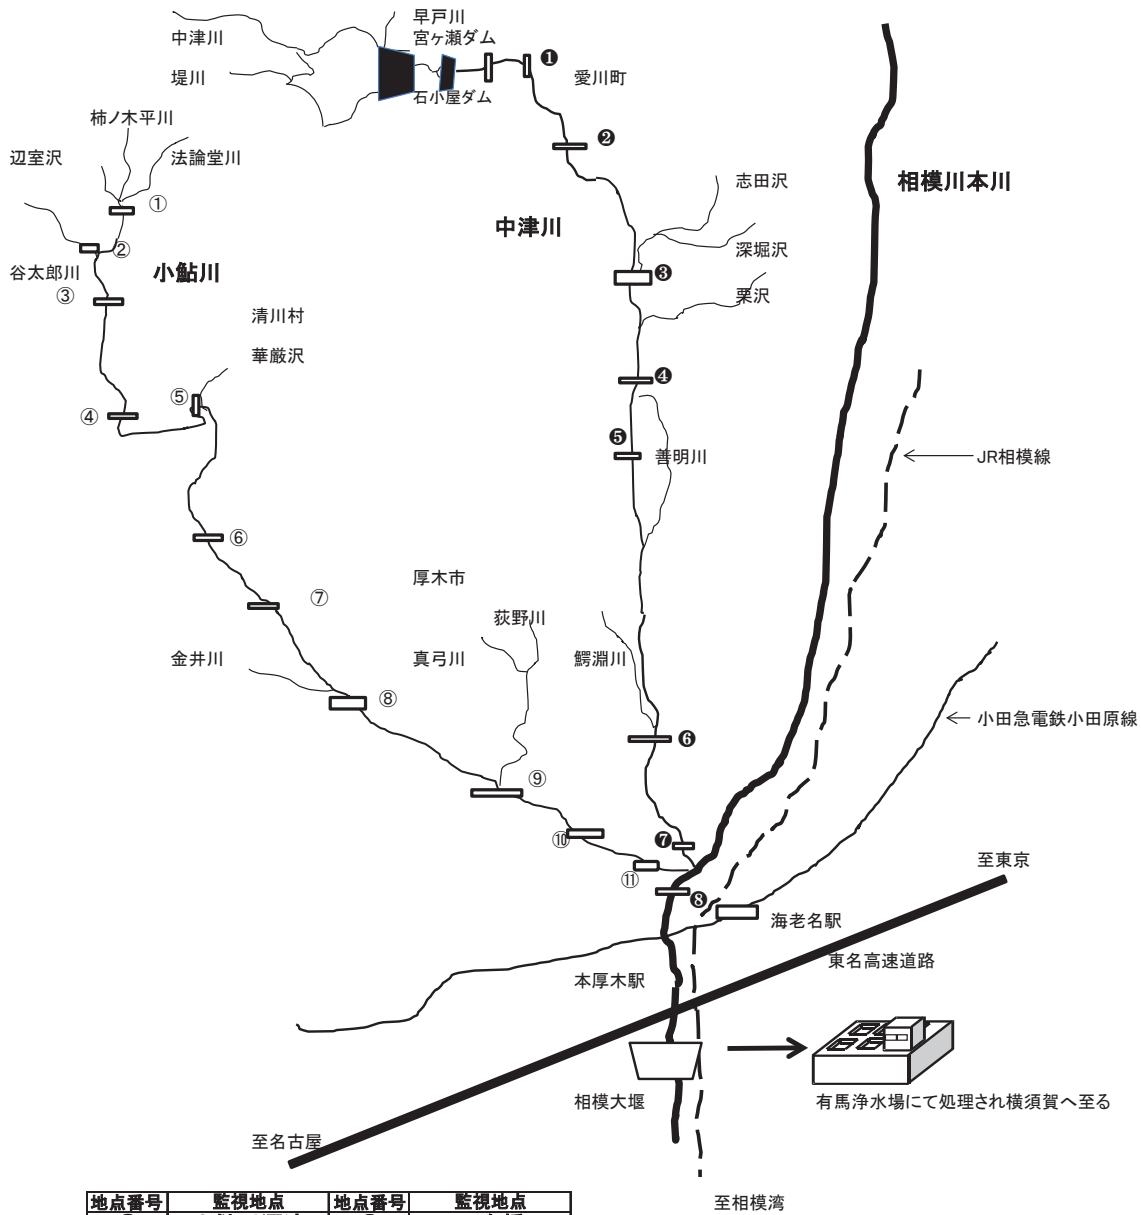 早戸川
中津川
宮ヶ瀬ダム
❶
堤川
石小屋ダム
愛川町
柿ノ木平川
❷
辺室沢
法論堂川
志田沢
相模川本川
①
中津川
②
深堀沢
谷太郎川
小鮎川
❸
③
栗沢
清川村
華厳沢
❹
⑤
④
❺
善明川
JR相模線
⑥
厚木市
⑦
荻野川
金井川
真弓川
鰐淵川
⑧
小田急電鉄小田原線
❻
⑨
⑩
❼
至東京
⑪
❽
海老名駅
東名高速道路
本厚木駅
相模大堰
有馬浄水場にて処理され横須賀へ至る
至名古屋
地点番号 監視地点 地点番号 監視地点
至相模湾